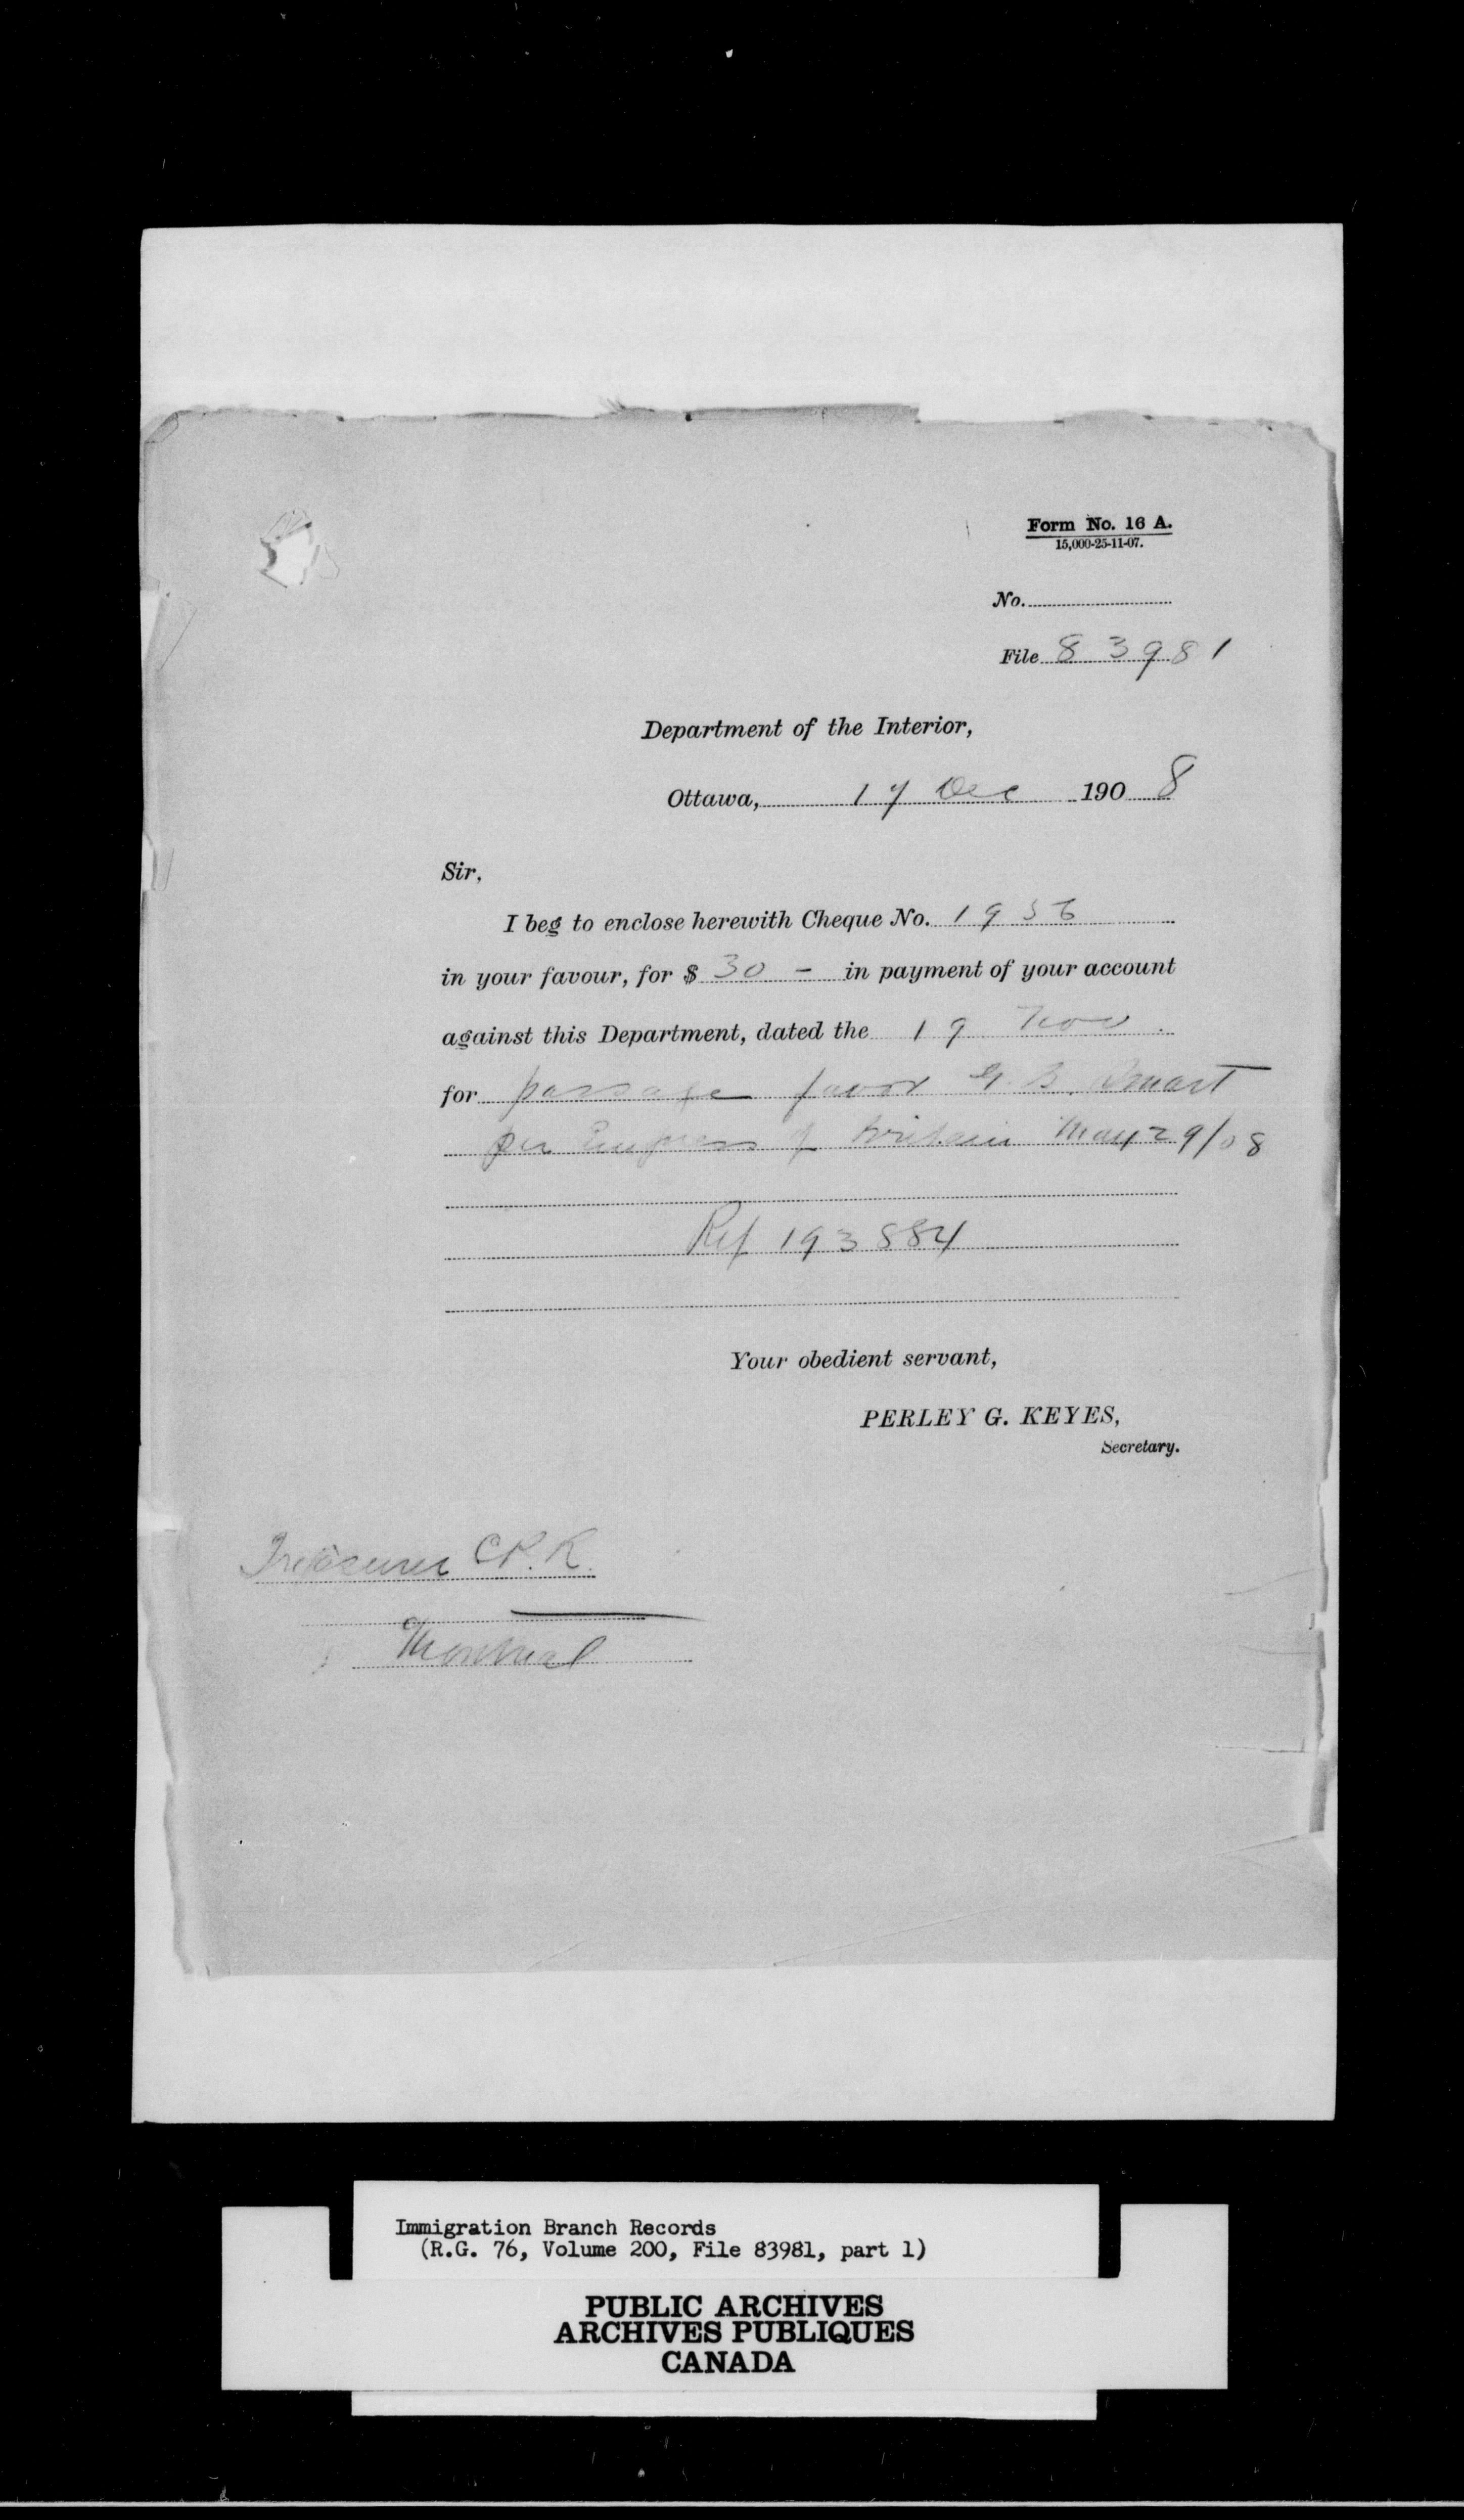 Form No. 16 A.
15,000-25-11-07.
No.
File 83981
Department of the Interior,
Ottawa, 17 Dec 1908
Sir,
I beg to enclose herewith Cheque No. 1956
in your favour, for $ 30 - in payment of your account
against this Department, dated the 19 Nov.
for passage favor G. B. Smart
per Empress of Britain May 29/08
Ref 193884
Your obedient servant,
PERLEY G. KEYES,
Secretary.
Treasurer C.P.R.
Montreal
Immigration Branch Records
(R.G. 76, Volume 200, File 83981, part 1)
PUBLIC ARCHIVES
ARCHIVES PUBLIQUES
CANADA